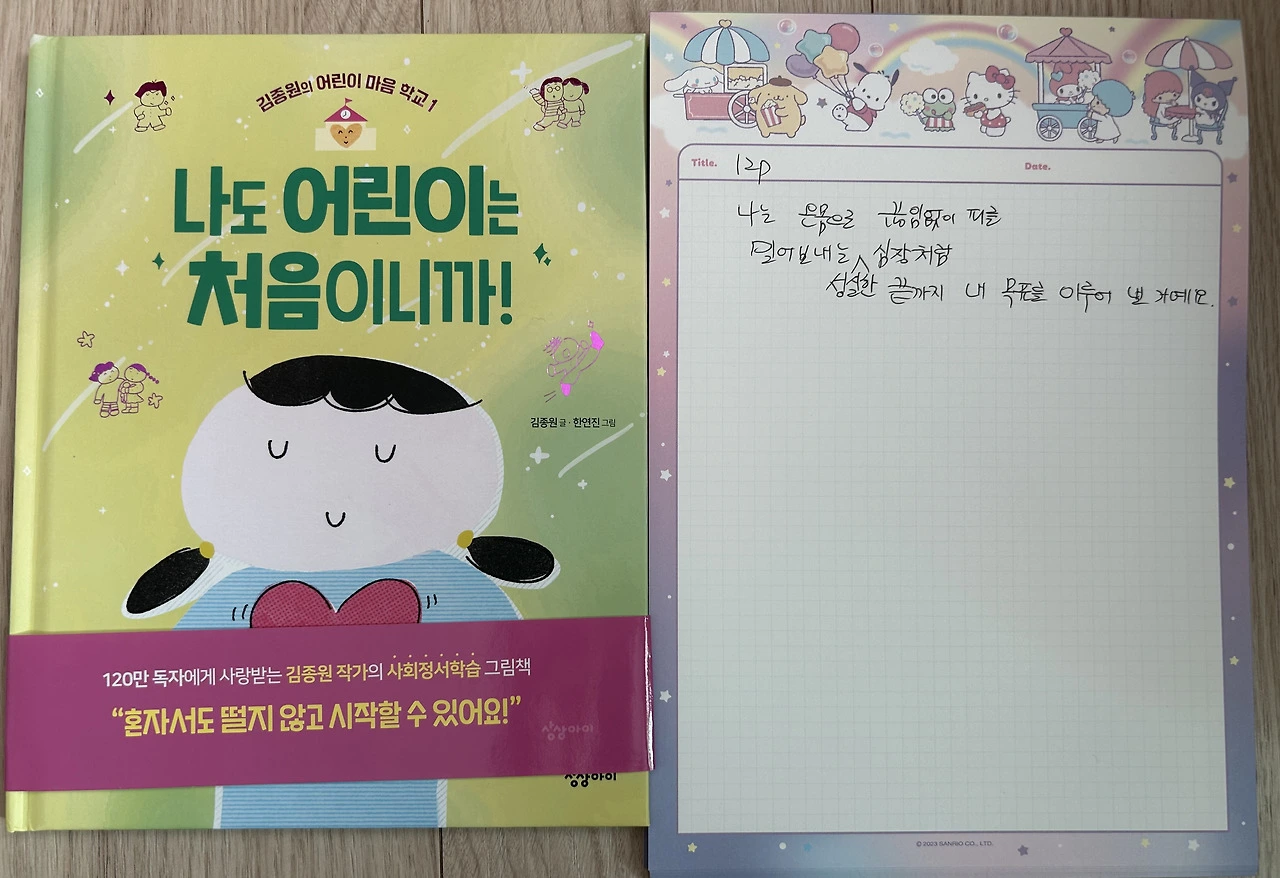 김종원의 어린이 마음 학교 1
나도 어린이는
처음이니까!
김종원 글 · 한연진 그림
120만 독자에게 사랑받는 김종원 작가의 사회정서학습 그림책
“혼자서도 떨지 않고 시작할 수 있어요!”
상상아이
상상아이
Title. 12p Date.
나는 온몸으로 끊임없이 피를
밀어보내는 심장처럼
성실한 끝까지 내 목표를 이루어 낼 거예요.
© 2023 SANRIO CO., LTD.